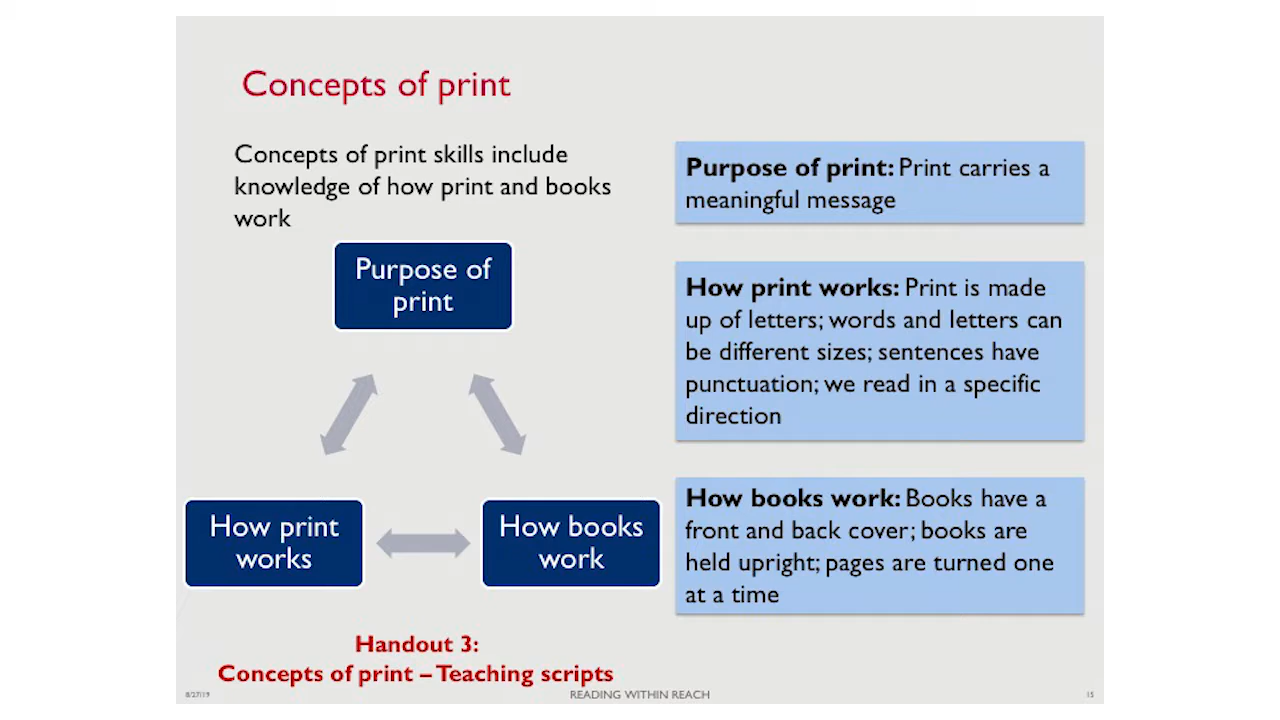 Concepts of print
Concepts of print skills include
knowledge of how print and books
work
Purpose of
print
How print
works
How books
work
Handout 3:
Concepts of print – Teaching scripts
Purpose of print: Print carries a
meaningful message
How print works: Print is made
up of letters; words and letters can
be different sizes; sentences have
punctuation; we read in a specific
direction
How books work: Books have a
front and back cover; books are
held upright; pages are turned one
at a time
8/27/19
READING WITHIN REACH
15